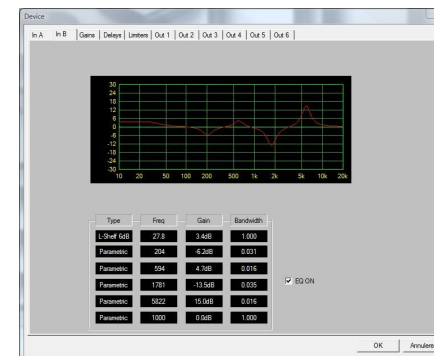 Device
In A In B Gains Delays Limiters Out 1 Out 2 Out 3 Out 4 Out 5 Out 6
30
24
18
12
6
0
-6
-12
-18
-24
-30
10 20 50 100 200 500 1k 2k 5k 10k 20k
Type Freq Gain Bandwidth
L-Shelf 6dB 27.8 3.4dB 1.000
Parametric 204 -6.2dB 0.031
Parametric 594 4.7dB 0.016
Parametric 1781 -13.5dB 0.035
EQ ON
Parametric 5822 15.0dB 0.016
Parametric 1000 0.0dB 1.000
OK Annulere